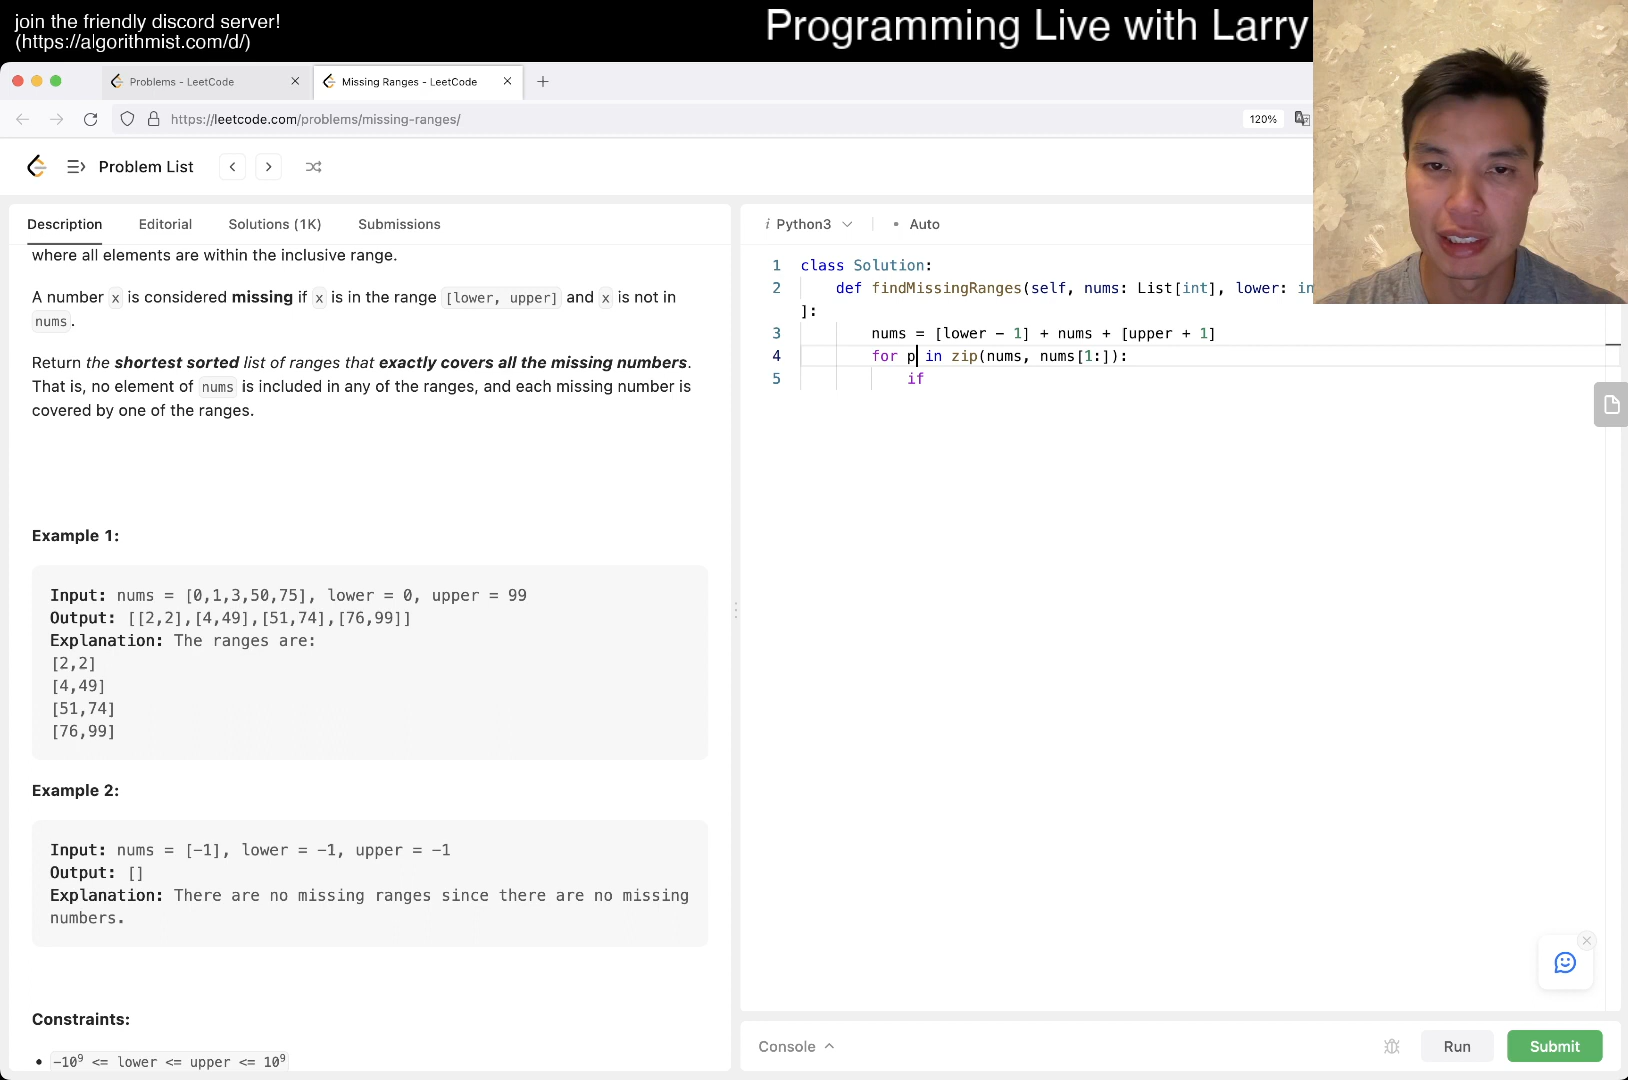 join the friendly discord server!
(https://algorithmist.com/d/)
Programming Live with Larry
Problems - LeetCode
Missing Ranges - LeetCode
https://leetcode.com/problems/missing-ranges/
120%
Problem List
Description
Editorial
Solutions (1K)
Submissions
where all elements are within the inclusive range.
A number x is considered missing if x is in the range [lower, upper] and x is not in
nums.
Return the shortest sorted list of ranges that exactly covers all the missing numbers.
That is, no element of nums is included in any of the ranges, and each missing number is
covered by one of the ranges.
Example 1:
Input: nums = [0,1,3,50,75], lower = 0, upper = 99
Output: [[2,2],[4,49],[51,74],[76,99]]
Explanation: The ranges are:
[2,2]
[4,49]
[51,74]
[76,99]
Example 2:
Input: nums = [-1], lower = -1, upper = -1
Output: []
Explanation: There are no missing ranges since there are no missing
numbers.
Constraints:
• -10⁹ <= lower <= upper <= 10⁹
i Python3
• Auto
1 class Solution:
2 def findMissingRanges(self, nums: List[int], lower: in
]:
3 nums = [lower - 1] + nums + [upper + 1]
4 for p in zip(nums, nums[1:]):
5 if
Console
Run
Submit